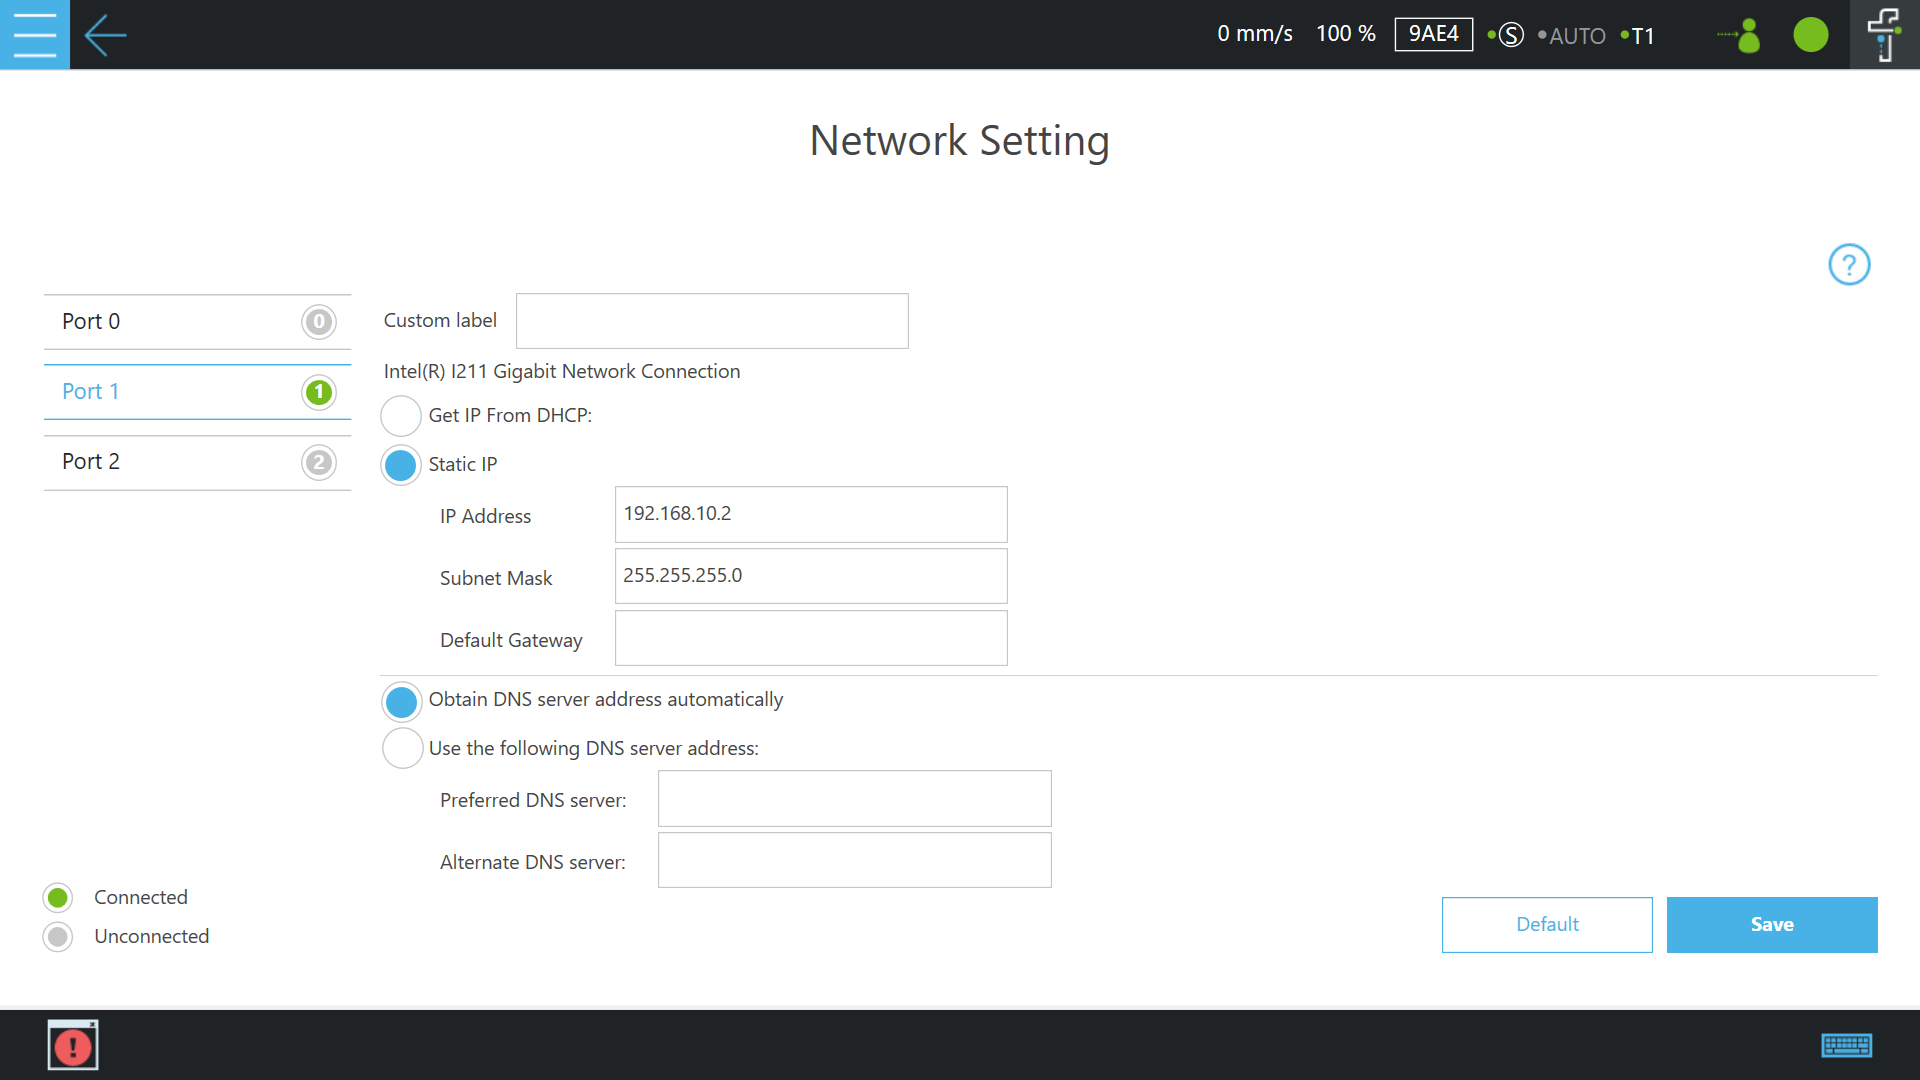 0 mm/s 100 % 9AE4 S AUTO T1
Network Setting
?
Port 0 0
Port 1 1
Port 2 2
Custom label
Intel(R) I211 Gigabit Network Connection
Get IP From DHCP:
Static IP
IP Address 192.168.10.2
Subnet Mask 255.255.255.0
Default Gateway
Obtain DNS server address automatically
Use the following DNS server address:
Preferred DNS server:
Alternate DNS server:
Connected
Unconnected
Default Save